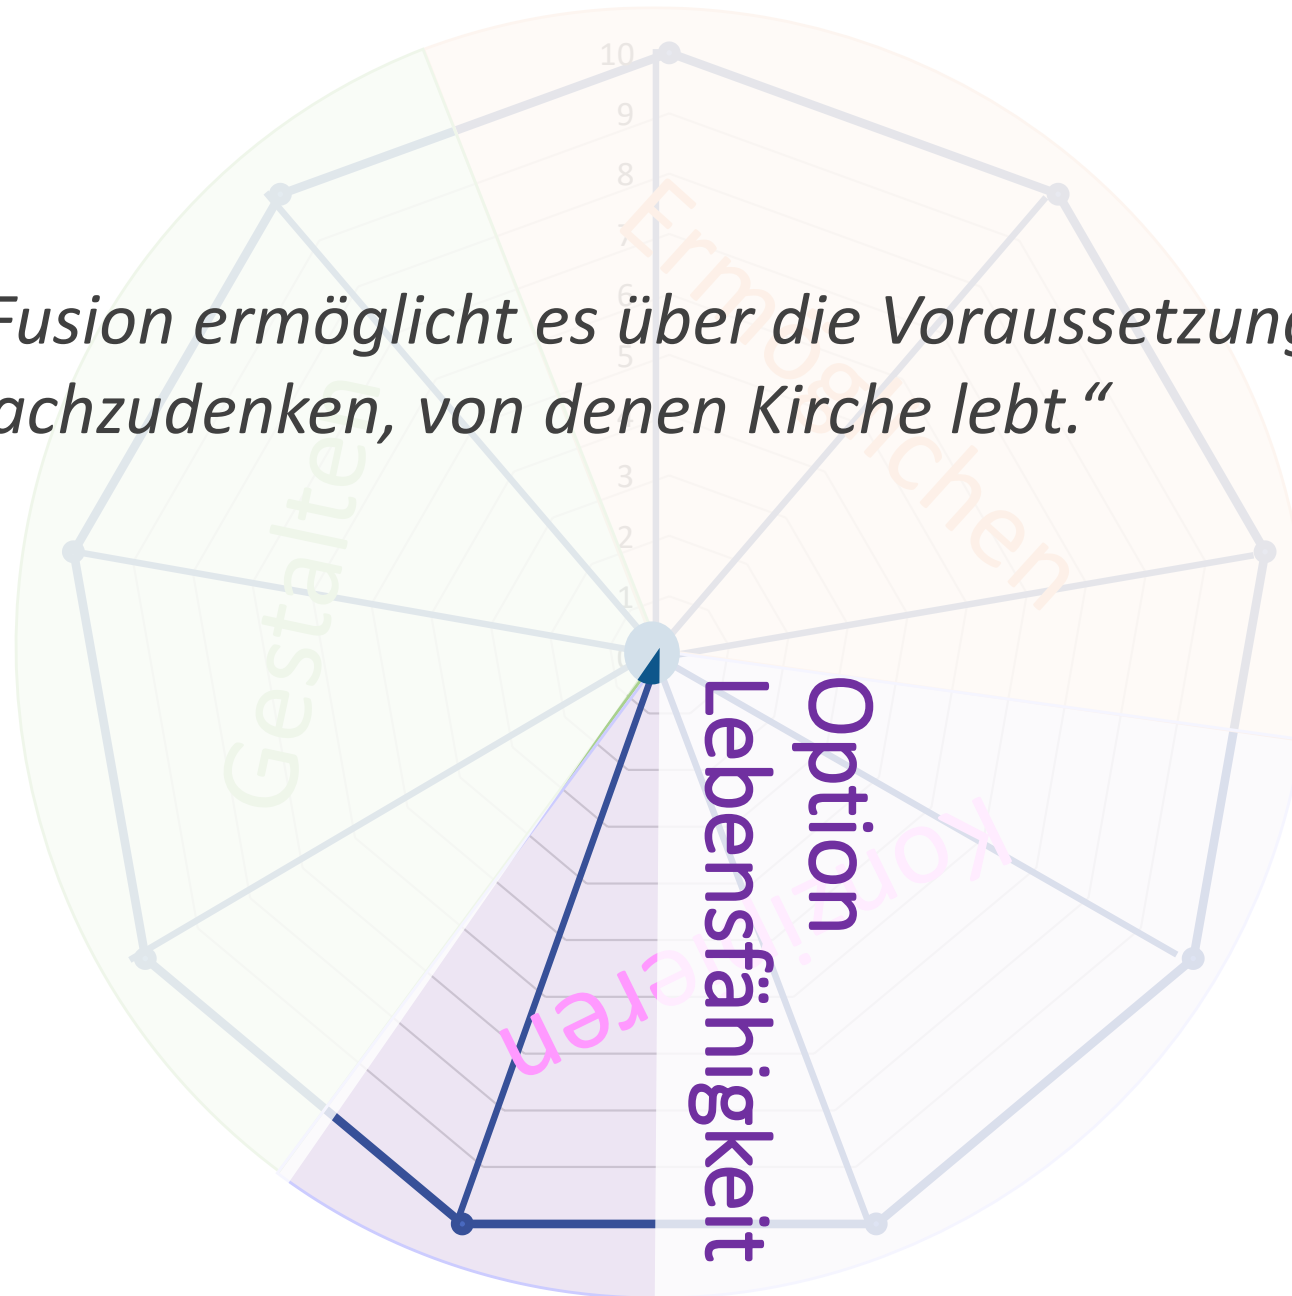 10
9
8
7
6
5
3
2
1
Ermöglichen
Fusion ermöglicht es über die Voraussetzung
achzudenken, von denen Kirche lebt.“
Gestalten
Option
Lebensfähigkeit
Konzipieren